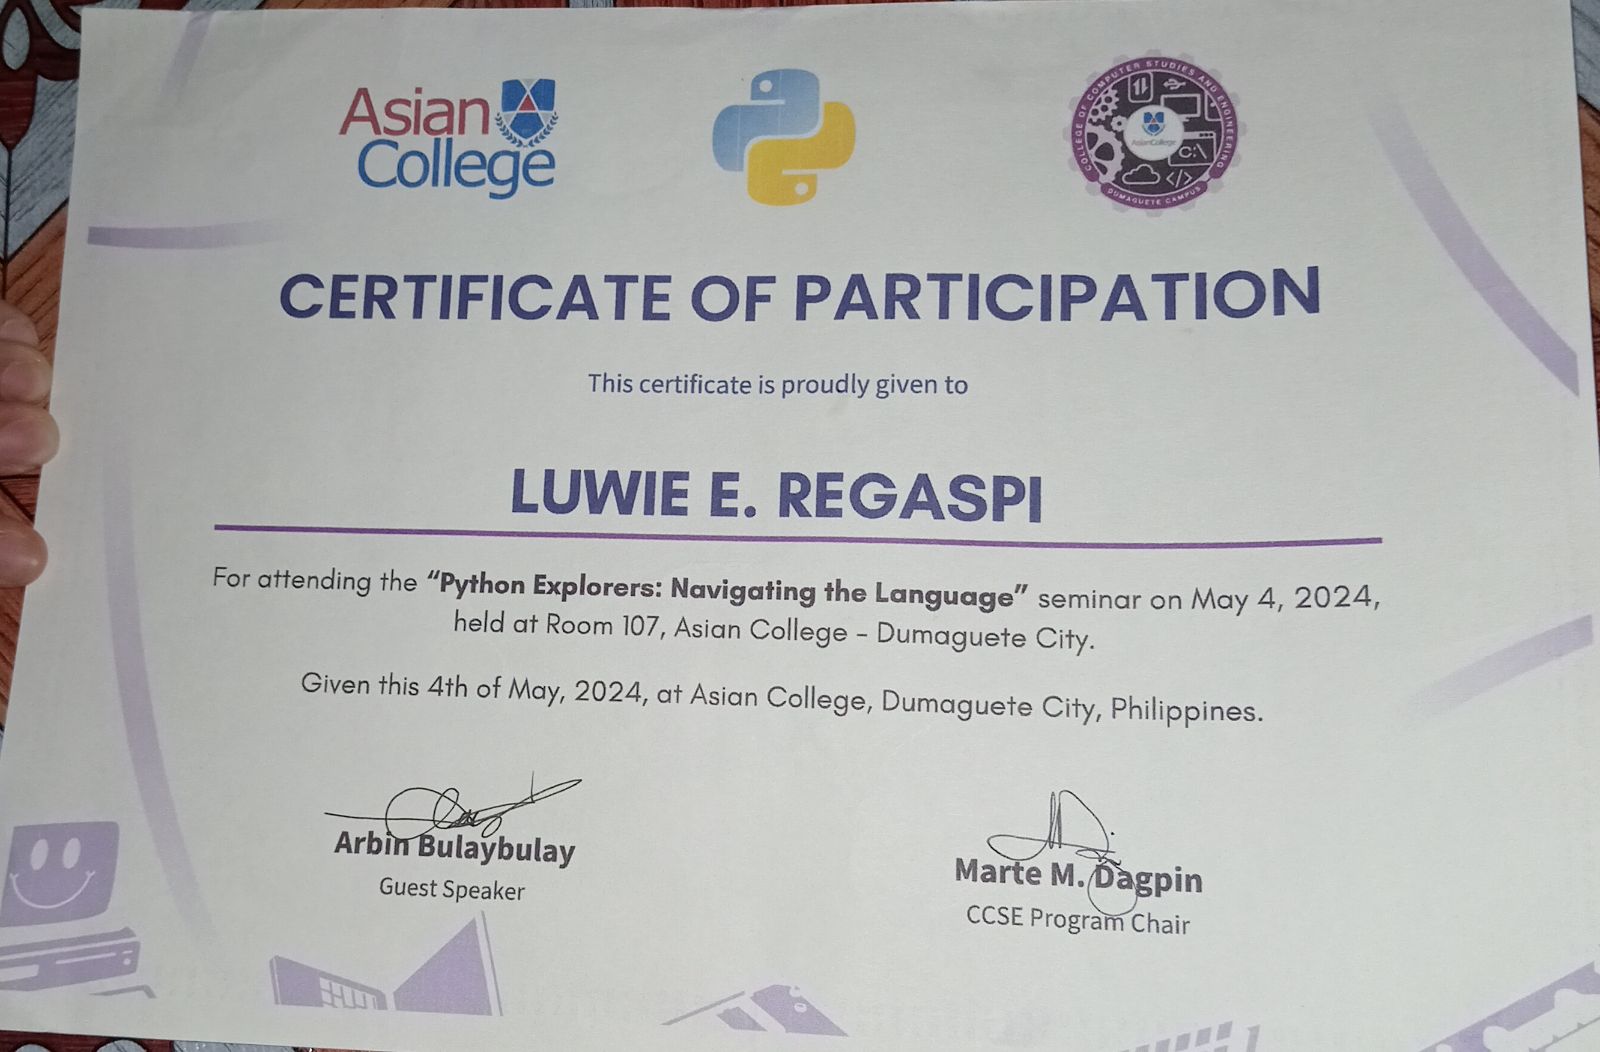 Asian
College
COLLEGE OF COMPUTER STUDIES AND ENGINEERING
AsianCollege
C:\
</>
DUMAGUETE CAMPUS
CERTIFICATE OF PARTICIPATION
This certificate is proudly given to
LUWIE E. REGASPI
For attending the “Python Explorers: Navigating the Language” seminar on May 4, 2024,
held at Room 107, Asian College - Dumaguete City.
Given this 4th of May, 2024, at Asian College, Dumaguete City, Philippines.
Arbin Bulaybulay
Guest Speaker
Marte M. Dagpin
CCSE Program Chair